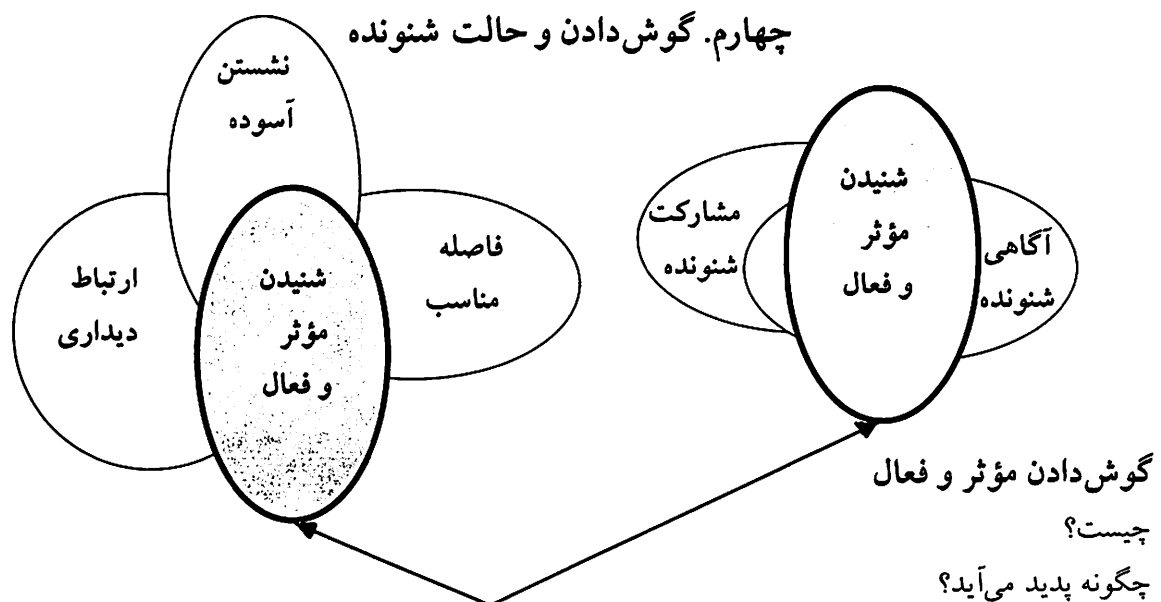 چهارم. گوش‌دادن و حالت شنونده
شنیدن
مؤثر
و فعال
مشارکت
شنونده
آگاهی
شنونده
نشستن
آسوده
فاصله
مناسب
شنیدن
مؤثر
و فعال
ارتباط
دیداری
گوش‌دادن مؤثر و فعال
چیست؟
چگونه پدید می‌آید؟